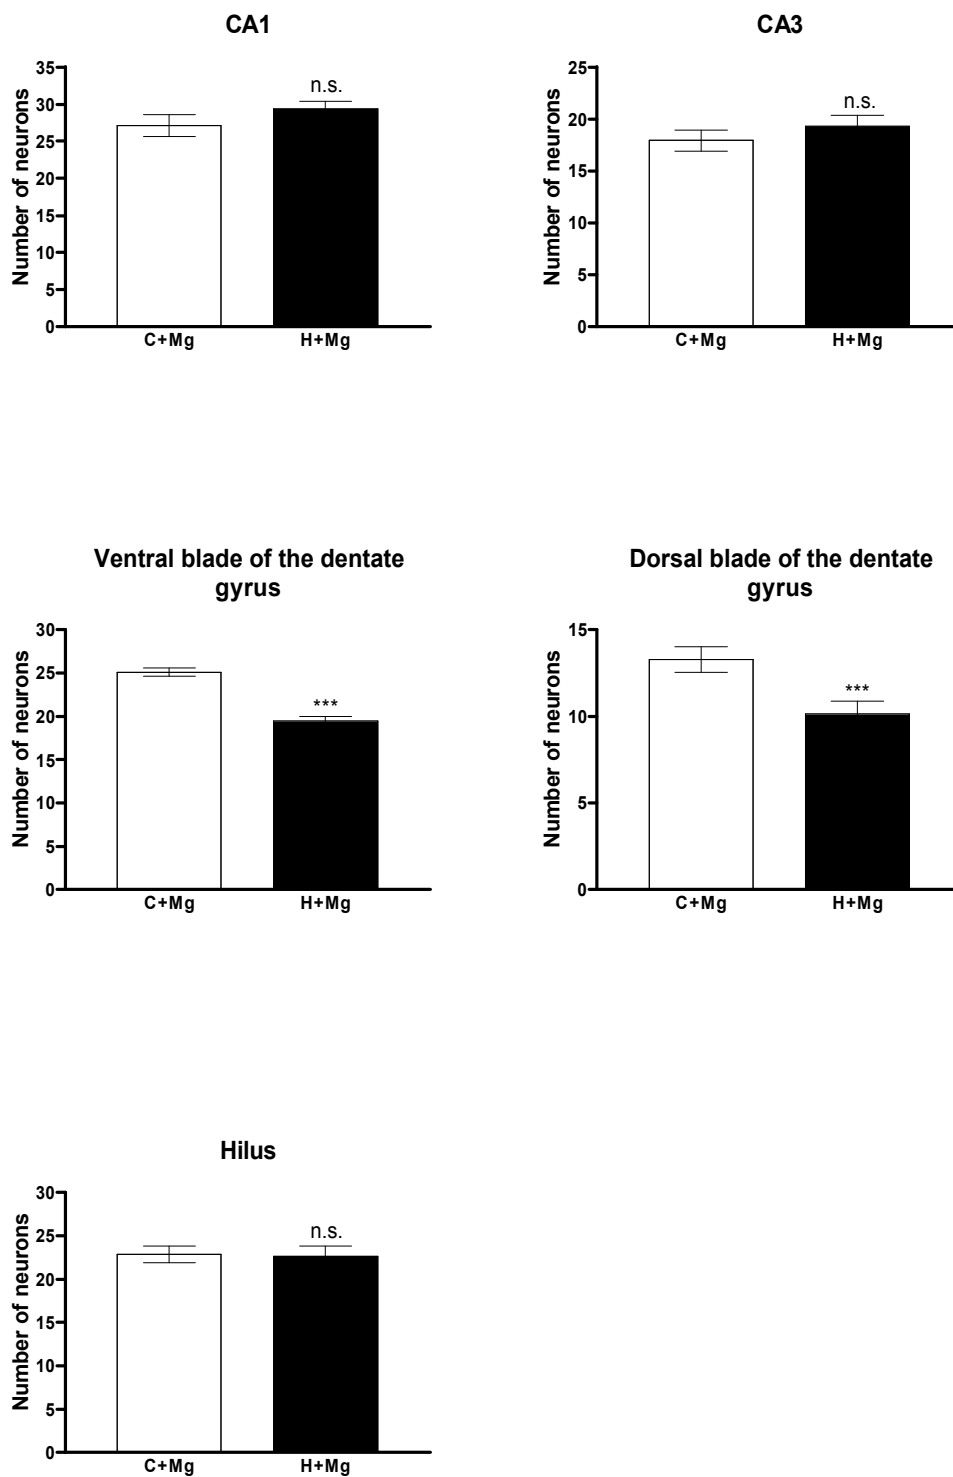 CA1
Number of neurons
35
30
25
20
15
10
5
0
n.s.
C+Mg H+Mg
CA3
Number of neurons
25
20
15
10
5
0
n.s.
C+Mg H+Mg
Ventral blade of the dentate
gyrus
Number of neurons
30
25
20
15
10
5
0
***
C+Mg H+Mg
Dorsal blade of the dentate
gyrus
Number of neurons
15
10
5
0
***
C+Mg H+Mg
Hilus
Number of neurons
30
25
20
15
10
5
0
n.s.
C+Mg H+Mg